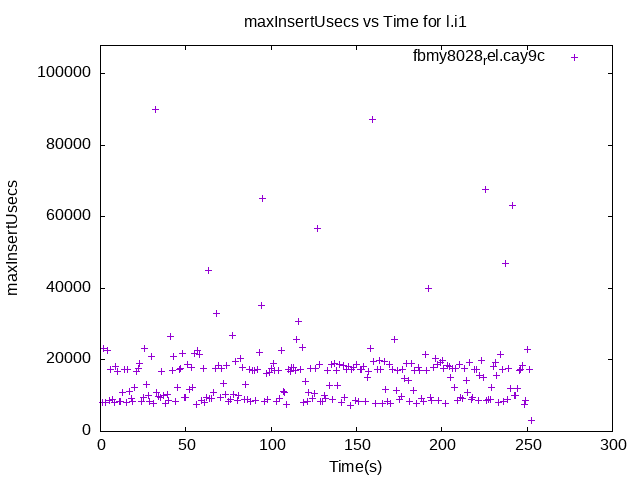 maxInsertUsecs vs Time for l.i1
fbmy8028rel.cay9c
100000
80000
60000
40000
20000
0
maxInsertUsecs
0 50 100 150 200 250 300
Time(s)